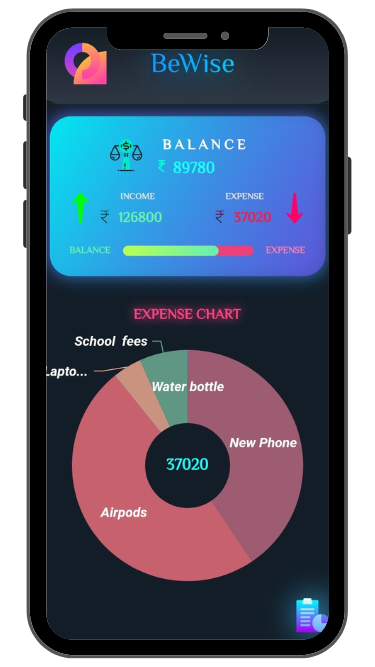 BeWise
BALANCE
₹ 89780
INCOME EXPENSE
₹ 126800 ₹ 37020
BALANCE EXPENSE
EXPENSE CHART
School fees
Lapto...
Water bottle
New Phone
37020
Airpods